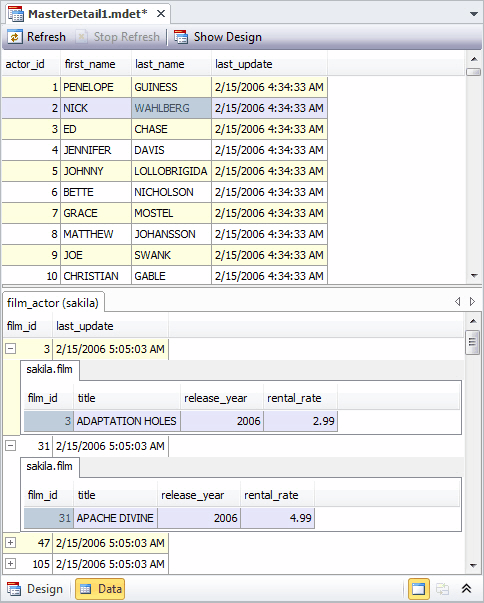 MasterDetail1.mdet*
Refresh Stop Refresh Show Design
actor_id first_name last_name last_update
1 PENELOPE GUINESS 2/15/2006 4:34:33 AM
2 NICK WAHLBERG 2/15/2006 4:34:33 AM
3 ED CHASE 2/15/2006 4:34:33 AM
4 JENNIFER DAVIS 2/15/2006 4:34:33 AM
5 JOHNNY LOLLOBRIGIDA 2/15/2006 4:34:33 AM
6 BETTE NICHOLSON 2/15/2006 4:34:33 AM
7 GRACE MOSTEL 2/15/2006 4:34:33 AM
8 MATTHEW JOHANSSON 2/15/2006 4:34:33 AM
9 JOE SWANK 2/15/2006 4:34:33 AM
10 CHRISTIAN GABLE 2/15/2006 4:34:33 AM
film_actor (sakila)
film_id last_update
3 2/15/2006 5:05:03 AM
sakila.film
film_id title release_year rental_rate
3 ADAPTATION HOLES 2006 2.99
31 2/15/2006 5:05:03 AM
sakila.film
film_id title release_year rental_rate
31 APACHE DIVINE 2006 4.99
47 2/15/2006 5:05:03 AM
105 2/15/2006 5:05:03 AM
Design Data